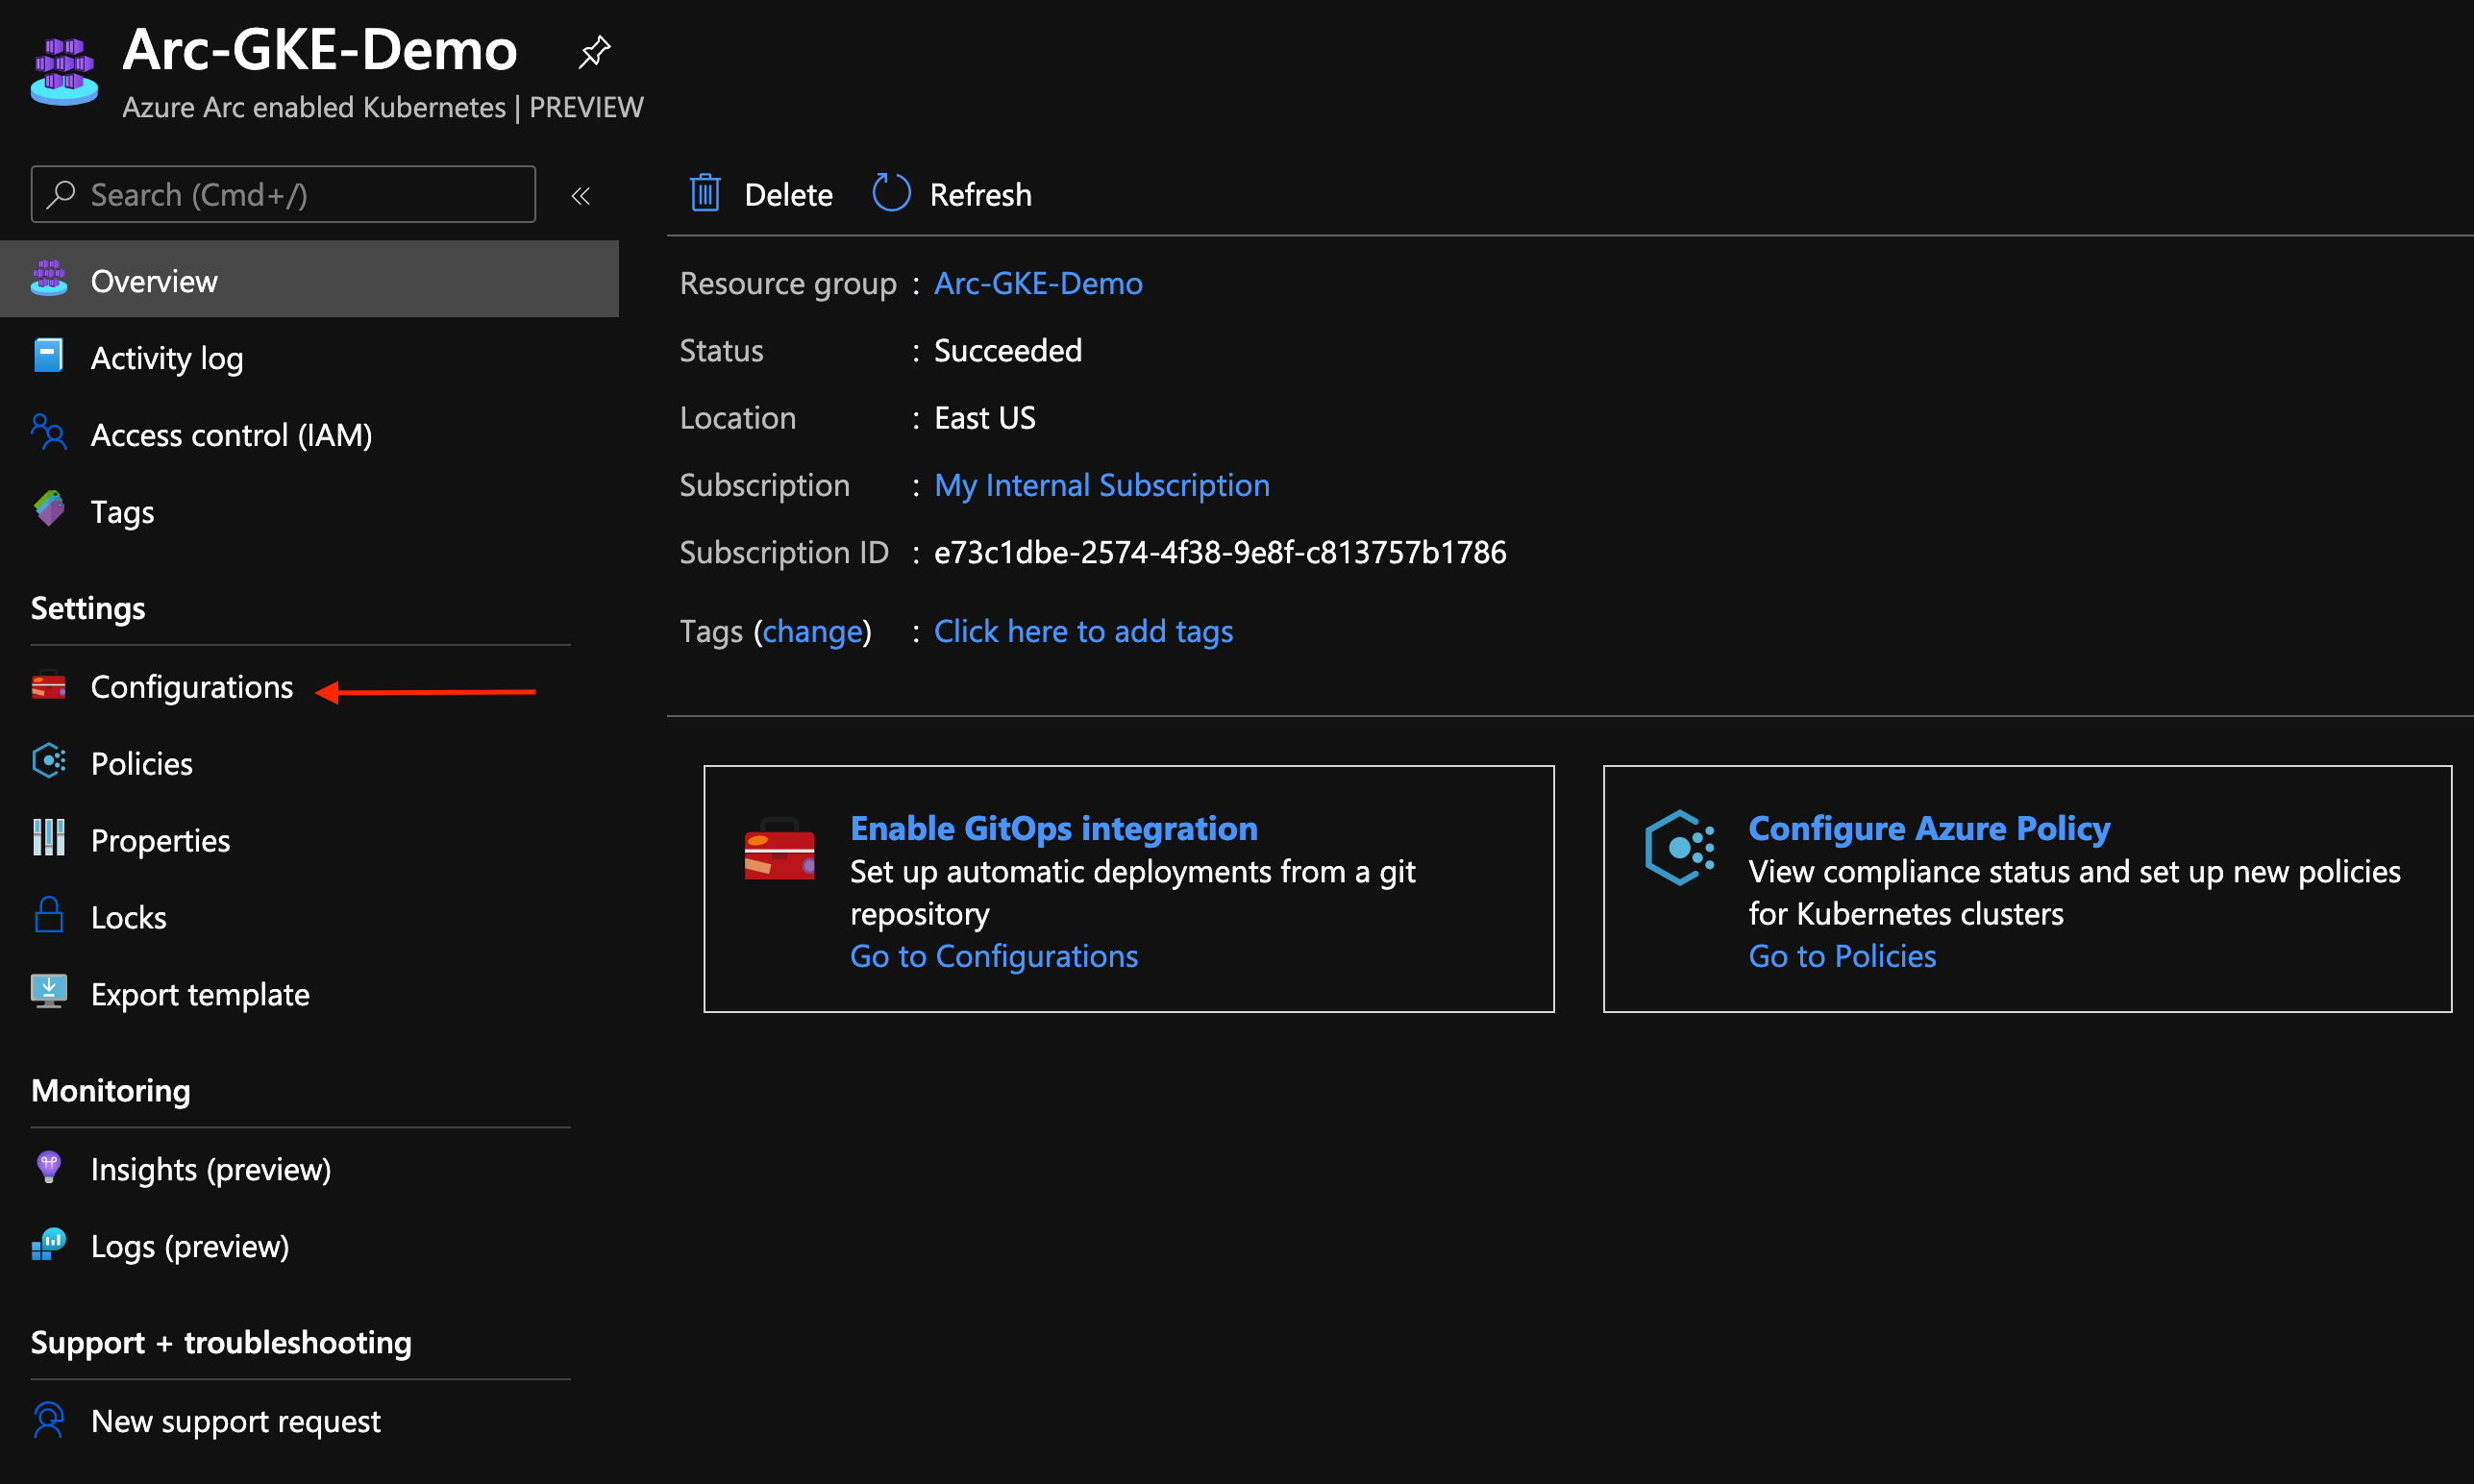 Arc-GKE-Demo
Azure Arc enabled Kubernetes | PREVIEW
Search (Cmd+/)
«
Overview
Activity log
Access control (IAM)
Tags
Settings
Configurations
Policies
Properties
Locks
Export template
Monitoring
Insights (preview)
Logs (preview)
Support + troubleshooting
New support request
Delete Refresh
Resource group : Arc-GKE-Demo
Status : Succeeded
Location : East US
Subscription : My Internal Subscription
Subscription ID : e73c1dbe-2574-4f38-9e8f-c813757b1786
Tags (change) : Click here to add tags
Enable GitOps integration
Set up automatic deployments from a git
repository
Go to Configurations
Configure Azure Policy
View compliance status and set up new policies
for Kubernetes clusters
Go to Policies